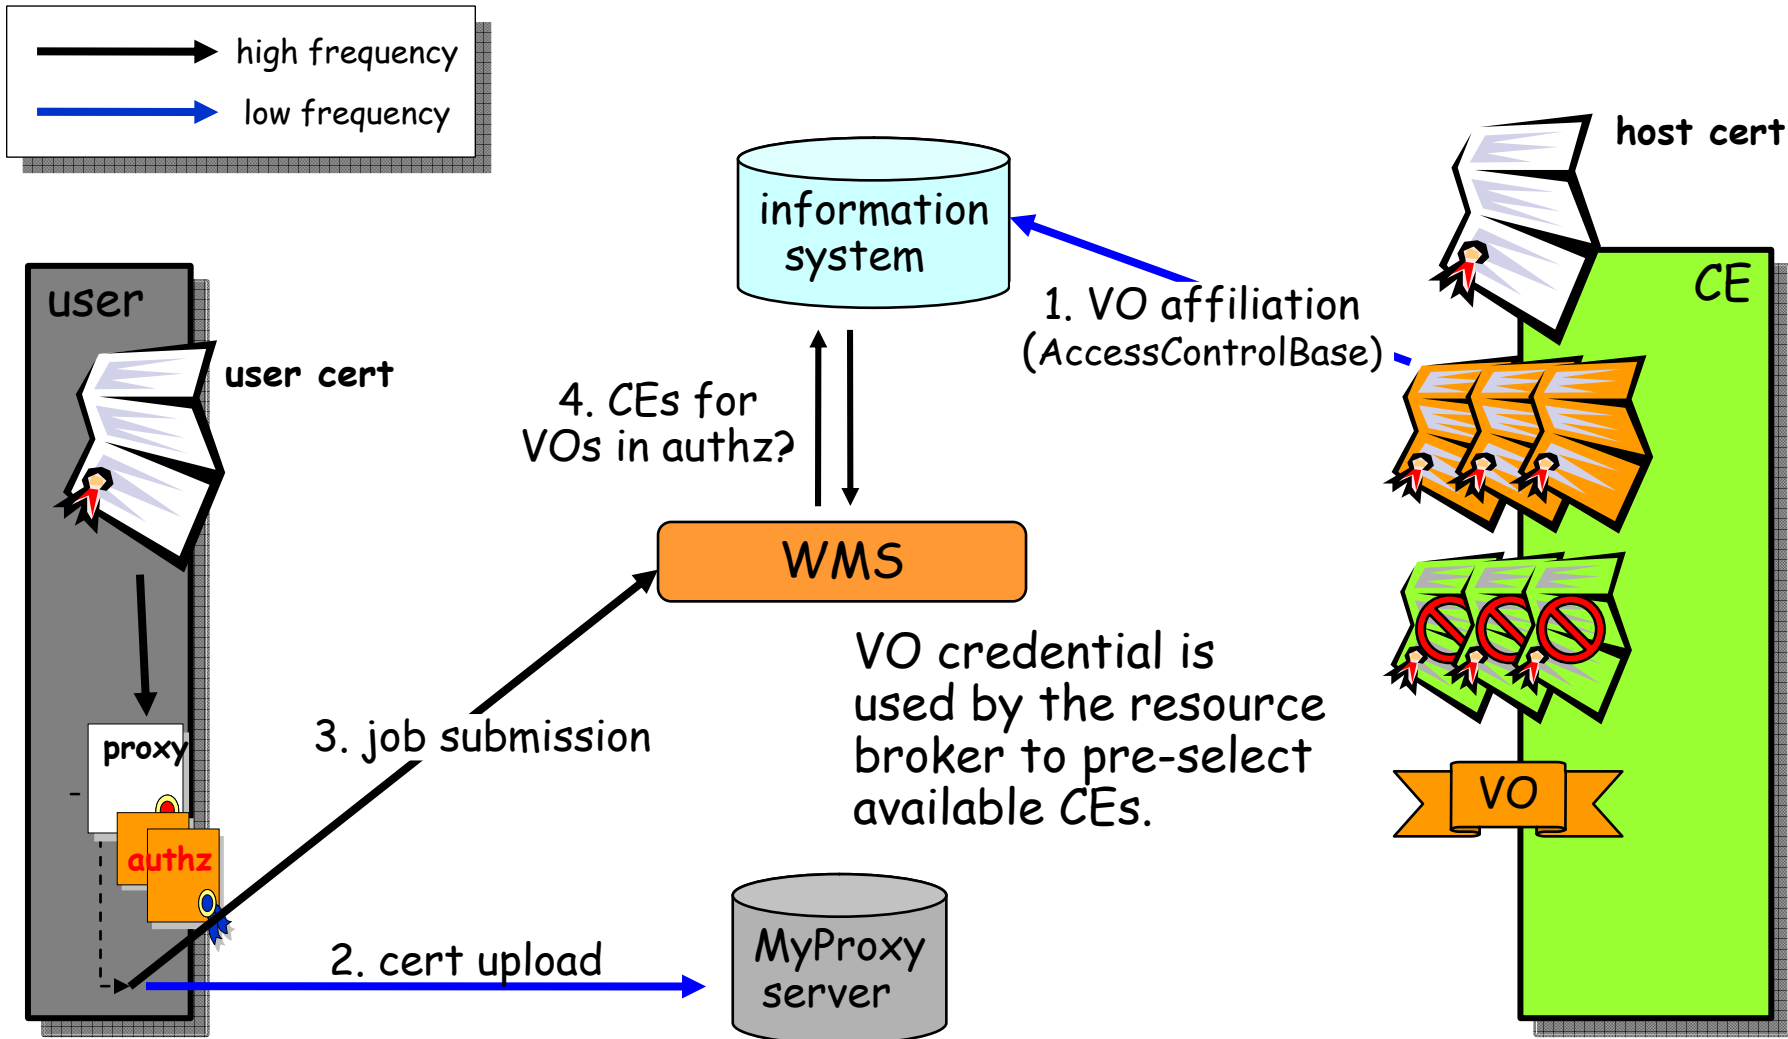 high frequency
low frequency
host cert
information
system
CE
user
1. VO affiliation
(AccessControlBase)
user cert
4. CEs for
VOs in authz?
WMS
VO credential is
used by the resource
broker to pre-select
available CEs.
3. job submission
proxy
VO
authz
2. cert upload
MyProxy
server